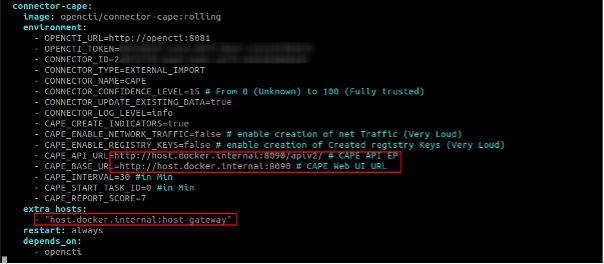 connector-cape:
image: opencti/connector-cape:rolling
environment:
- OPENCTI_URL=http://opencti:8081
- OPENCTI_TOKEN=
- CONNECTOR_ID=2
- CONNECTOR_TYPE=EXTERNAL_IMPORT
- CONNECTOR_NAME=CAPE
- CONNECTOR_CONFIDENCE_LEVEL=15 # From 0 (Unknown) to 100 (Fully trusted)
- CONNECTOR_UPDATE_EXISTING_DATA=true
- CONNECTOR_LOG_LEVEL=info
- CAPE_CREATE_INDICATORS=true
- CAPE_ENABLE_NETWORK_TRAFFIC=false # enable creation of net Traffic (Very Loud)
- CAPE_ENABLE_REGISTRY_KEYS=false # enable creation of Created registry Keys (Very Loud)
- CAPE_API_URL=http://host.docker.internal:8090/apiv2/ # CAPE API EP
- CAPE_BASE_URL=http://host.docker.internal:8090 # CAPE Web UI URL
- CAPE_INTERVAL=30 #in Min
- CAPE_START_TASK_ID=0 #in Min
- CAPE_REPORT_SCORE=7
extra_hosts:
- "host.docker.internal:host-gateway"
restart: always
depends_on:
- opencti